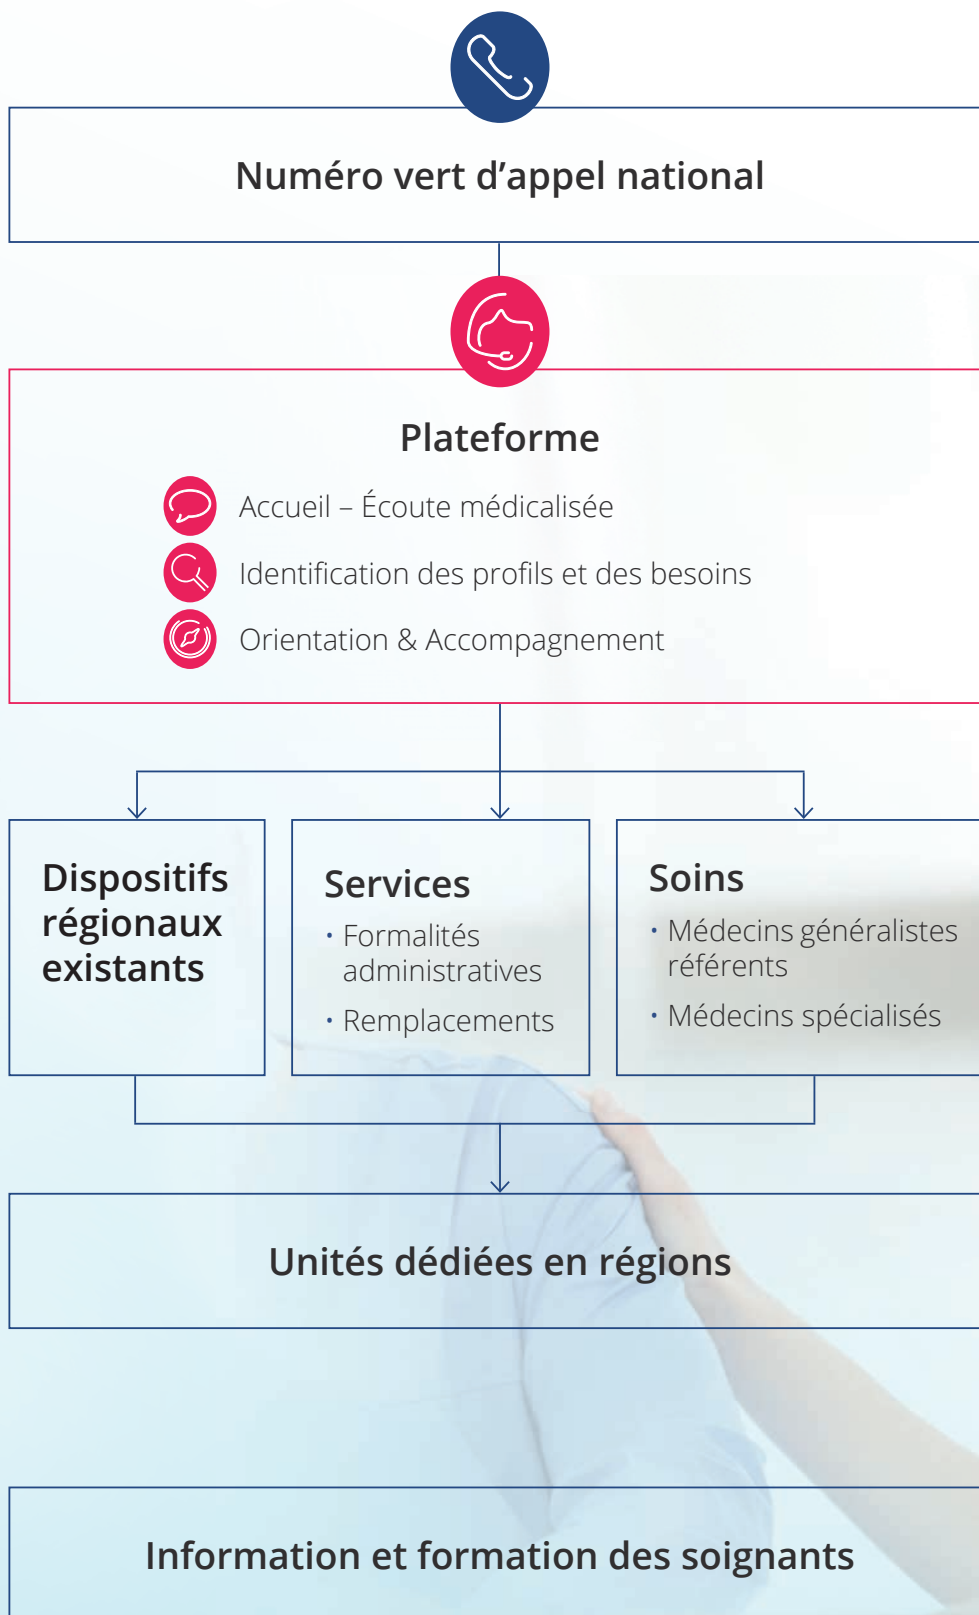 Numéro vert d’appel national
Plateforme
Accueil – Écoute médicalisée
Identification des profils et des besoins
Orientation & Accompagnement
Dispositifs
régionaux
existants
Services
· Formalités
administratives
· Remplacements
Soins
· Médecins généralistes
référents
· Médecins spécialisés
Unités dédiées en régions
Information et formation des soignants